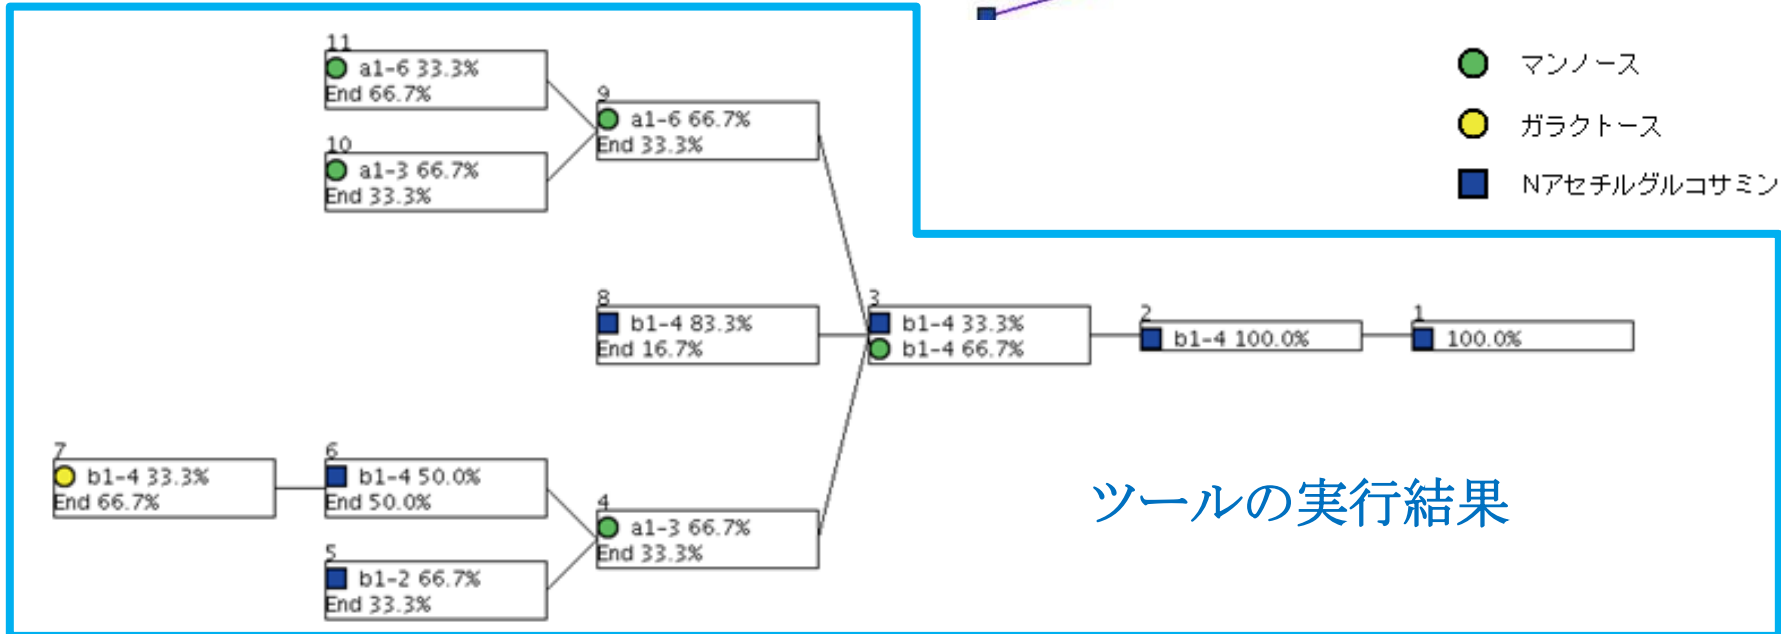 11
a1-6 33.3%
End 66.7%
10
a1-3 66.7%
End 33.3%
9
a1-6 66.7%
End 33.3%
マンノース
ガラクトース
Nアセチルグルコサミン
8
b1-4 83.3%
End 16.7%
3
b1-4 33.3%
b1-4 66.7%
2
b1-4 100.0%
1
100.0%
7
b1-4 33.3%
End 66.7%
6
b1-4 50.0%
End 50.0%
5
b1-2 66.7%
End 33.3%
4
a1-3 66.7%
End 33.3%
ツールの実行結果